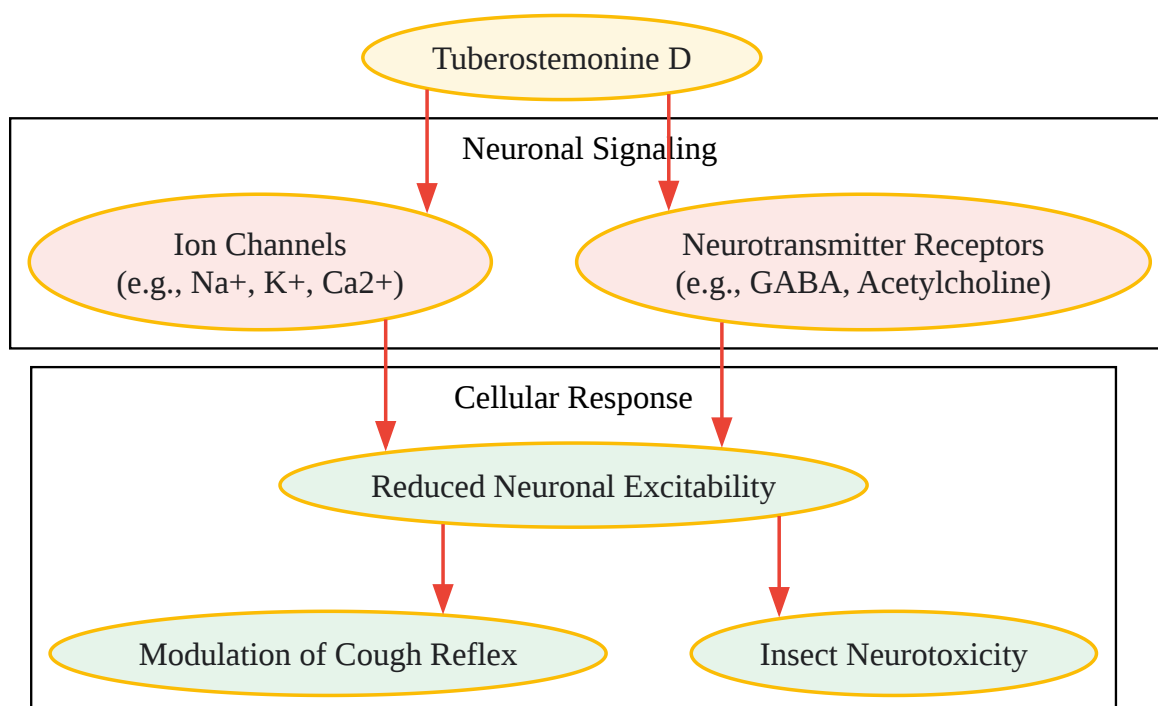 Tuberostemonine D
Neuronal Signaling
Ion Channels
(e.g., Na+, K+, Ca2+)
Neurotransmitter Receptors
(e.g., GABA, Acetylcholine)
Cellular Response
Reduced Neuronal Excitability
Modulation of Cough Reflex
Insect Neurotoxicity